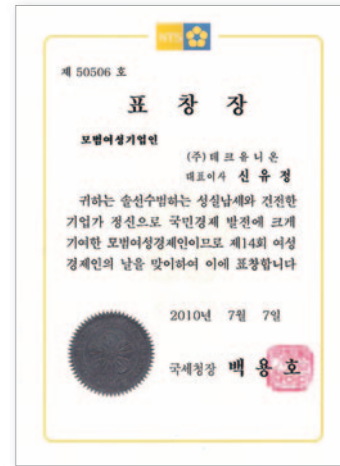 NTS
제 50506 호
표 창 장
모범여성기업인
(주) 테 크 유 니 온
대표이사 신 유 정
귀하는 솔선수범하는 성실납세와 건전한
기업가 정신으로 국민경제 발전에 크게
기여한 모범여성경제인이므로 제14회 여성
경제인의 날을 맞이하여 이에 표창합니다
2010년 7월 7일
국세청장 백 용 호